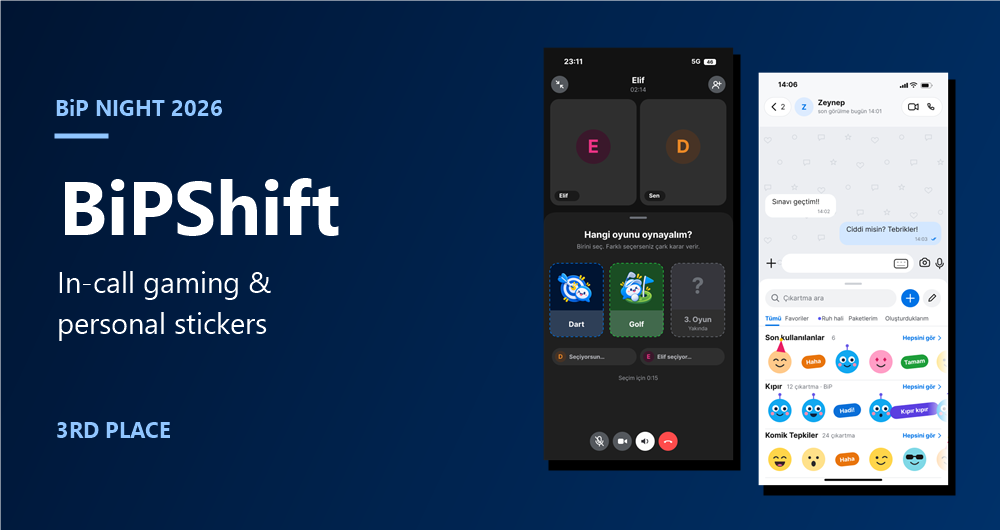 BiP NIGHT 2026
BiPShift
In-call gaming &
personal stickers
3RD PLACE
23:11
5G 46
Elif
02:14
E
D
Elif
Sen
Hangi oyunu oynayalım?
Birini seç. Farklı seçerseniz çark karar verir.
?
Dart
Golf
3. Oyun
Yakında
D Seçiyorsun...
E Elif seçiyor...
Seçim için 0:15
14:06
2
Z
Zeynep
son görülme bugün 14:01
Sınavı geçtim!!
14:02
Ciddi misin? Tebrikler!
14:03
Çıkartma ara
Tümü Favoriler Ruh hali Paketlerim Oluşturduklarım
Son kullanılanlar 6 Hepsini gör
Haha
Tamam
Kıpır 12 çıkartma · BiP Hepsini gör
Hadi!
Kıpır kıpır
Komik Tepkiler 24 çıkartma Hepsini gör
Haha